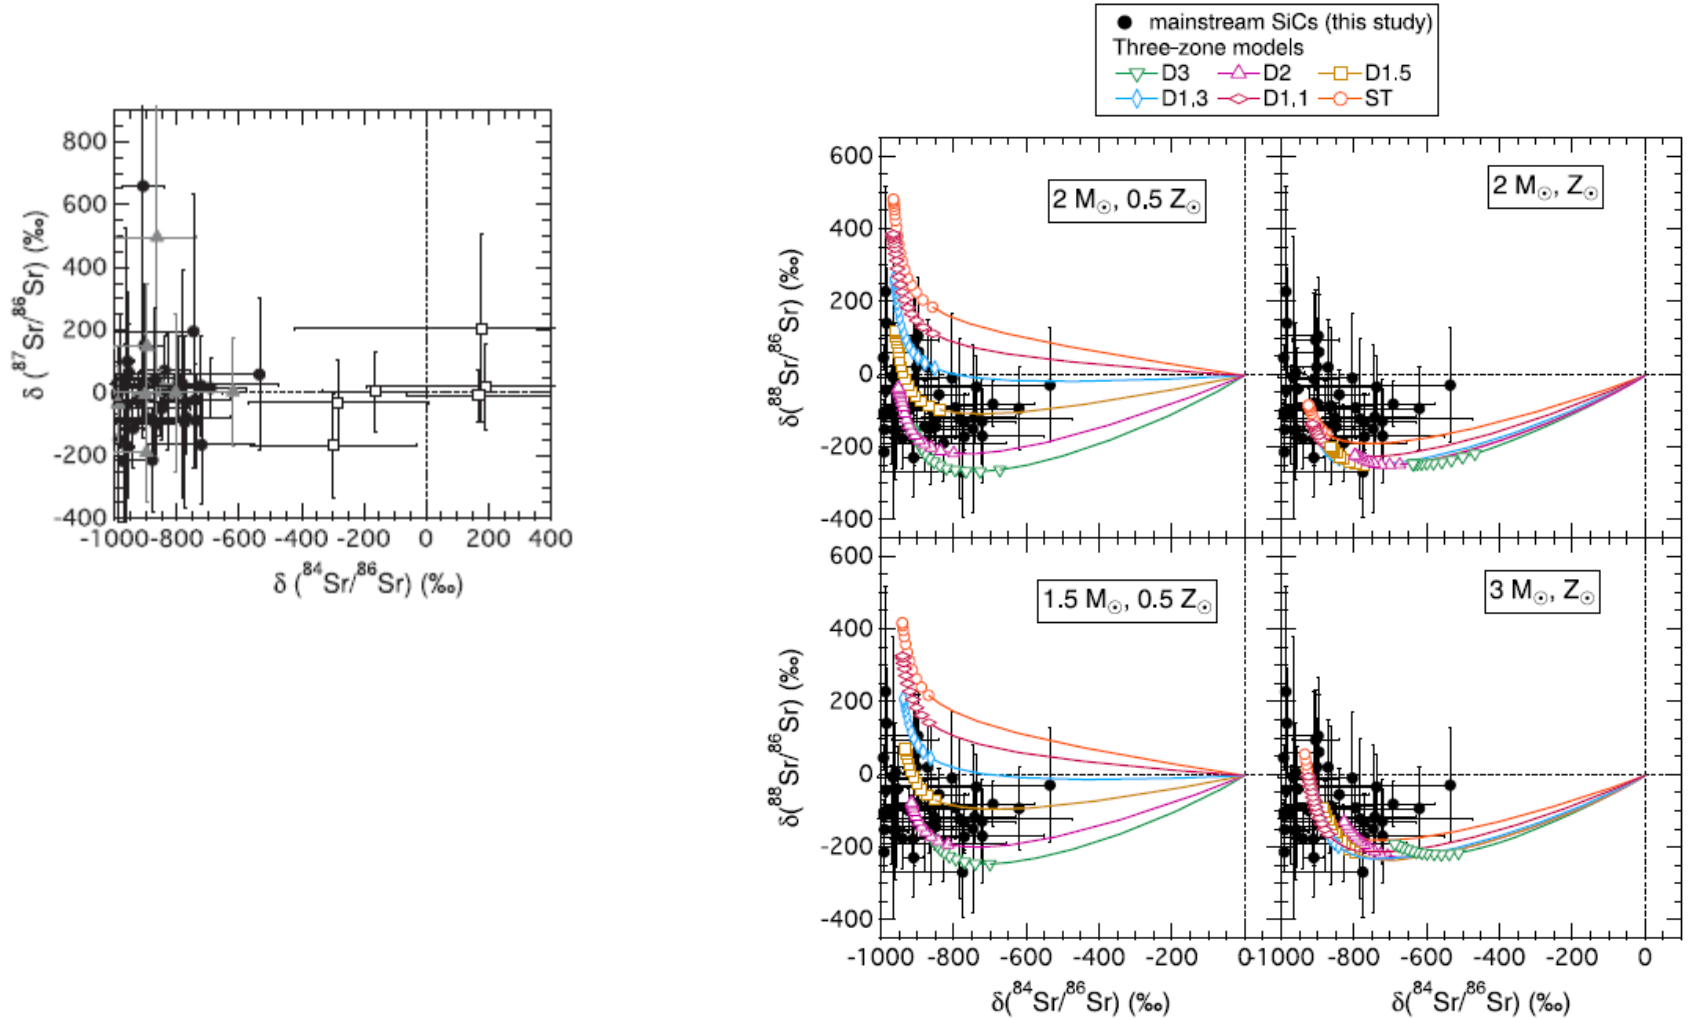 mainstream SiCs (this study)
Three-zone models
D3 D2 D1.5
D1.3 D1.1 ST
800
600
400
200
0
-200
-400
δ (⁸⁷Sr/⁸⁶Sr) (‰)
-1000 -800 -600 -400 -200 0 200 400
δ (⁸⁴Sr/⁸⁶Sr) (‰)
2 M☉, 0.5 Z☉
2 M☉, Z☉
600
400
200
0
-200
-400
δ(⁸⁸Sr/⁸⁶Sr) (‰)
1.5 M☉, 0.5 Z☉
3 M☉, Z☉
600
400
200
0
-200
-400
δ(⁸⁸Sr/⁸⁶Sr) (‰)
-1000 -800 -600 -400 -200 0
-1000 -800 -600 -400 -200 0
δ(⁸⁴Sr/⁸⁶Sr) (‰)
δ(⁸⁴Sr/⁸⁶Sr) (‰)